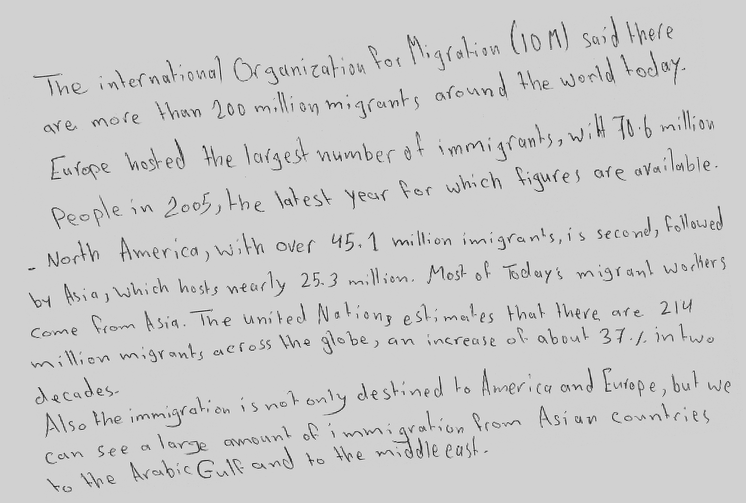 The international Organization for Migration (IOM) said there
are more than 200 million migrants around the world today.
Europe hosted the largest number of immigrants, with 70.6 million
People in 2005, the latest year for which figures are available.
- North America, with over 45.1 million imigrants, is second, followed
by Asia, which hosts nearly 25.3 million. Most of Today's migrant workers
come from Asia. The united Nations estimates that there are 214
million migrants across the globe, an increase of about 37% in two
decades.
Also the immigration is not only destined to America and Europe, but we
can see a large amount of immigration from Asian countries
to the Arabic Gulf and to the middle east.